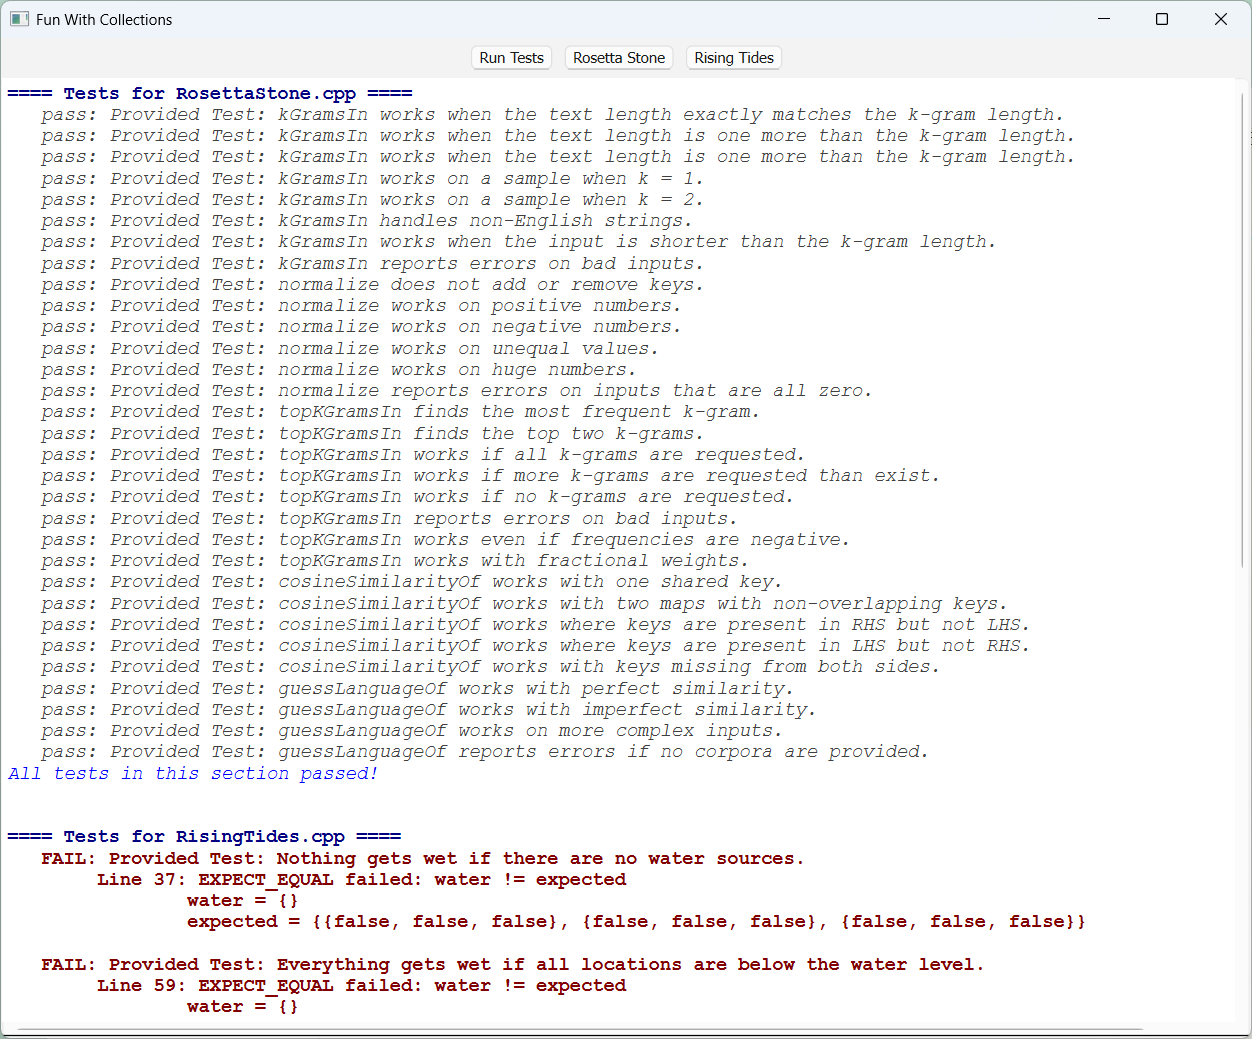 Fun With Collections
Run Tests Rosetta Stone Rising Tides
==== Tests for RosettaStone.cpp ====
pass: Provided Test: kGramsIn works when the text length exactly matches the k-gram length.
pass: Provided Test: kGramsIn works when the text length is one more than the k-gram length.
pass: Provided Test: kGramsIn works when the text length is one more than the k-gram length.
pass: Provided Test: kGramsIn works on a sample when k = 1.
pass: Provided Test: kGramsIn works on a sample when k = 2.
pass: Provided Test: kGramsIn handles non-English strings.
pass: Provided Test: kGramsIn works when the input is shorter than the k-gram length.
pass: Provided Test: kGramsIn reports errors on bad inputs.
pass: Provided Test: normalize does not add or remove keys.
pass: Provided Test: normalize works on positive numbers.
pass: Provided Test: normalize works on negative numbers.
pass: Provided Test: normalize works on unequal values.
pass: Provided Test: normalize works on huge numbers.
pass: Provided Test: normalize reports errors on inputs that are all zero.
pass: Provided Test: topKGramsIn finds the most frequent k-gram.
pass: Provided Test: topKGramsIn finds the top two k-grams.
pass: Provided Test: topKGramsIn works if all k-grams are requested.
pass: Provided Test: topKGramsIn works if more k-grams are requested than exist.
pass: Provided Test: topKGramsIn works if no k-grams are requested.
pass: Provided Test: topKGramsIn reports errors on bad inputs.
pass: Provided Test: topKGramsIn works even if frequencies are negative.
pass: Provided Test: topKGramsIn works with fractional weights.
pass: Provided Test: cosineSimilarityOf works with one shared key.
pass: Provided Test: cosineSimilarityOf works with two maps with non-overlapping keys.
pass: Provided Test: cosineSimilarityOf works where keys are present in RHS but not LHS.
pass: Provided Test: cosineSimilarityOf works where keys are present in LHS but not RHS.
pass: Provided Test: cosineSimilarityOf works with keys missing from both sides.
pass: Provided Test: guessLanguageOf works with perfect similarity.
pass: Provided Test: guessLanguageOf works with imperfect similarity.
pass: Provided Test: guessLanguageOf works on more complex inputs.
pass: Provided Test: guessLanguageOf reports errors if no corpora are provided.
All tests in this section passed!
==== Tests for RisingTides.cpp ====
FAIL: Provided Test: Nothing gets wet if there are no water sources.
Line 37: EXPECT_EQUAL failed: water != expected
water = {}
expected = {{false, false, false}, {false, false, false}, {false, false, false}}
FAIL: Provided Test: Everything gets wet if all locations are below the water level.
Line 59: EXPECT_EQUAL failed: water != expected
water = {}